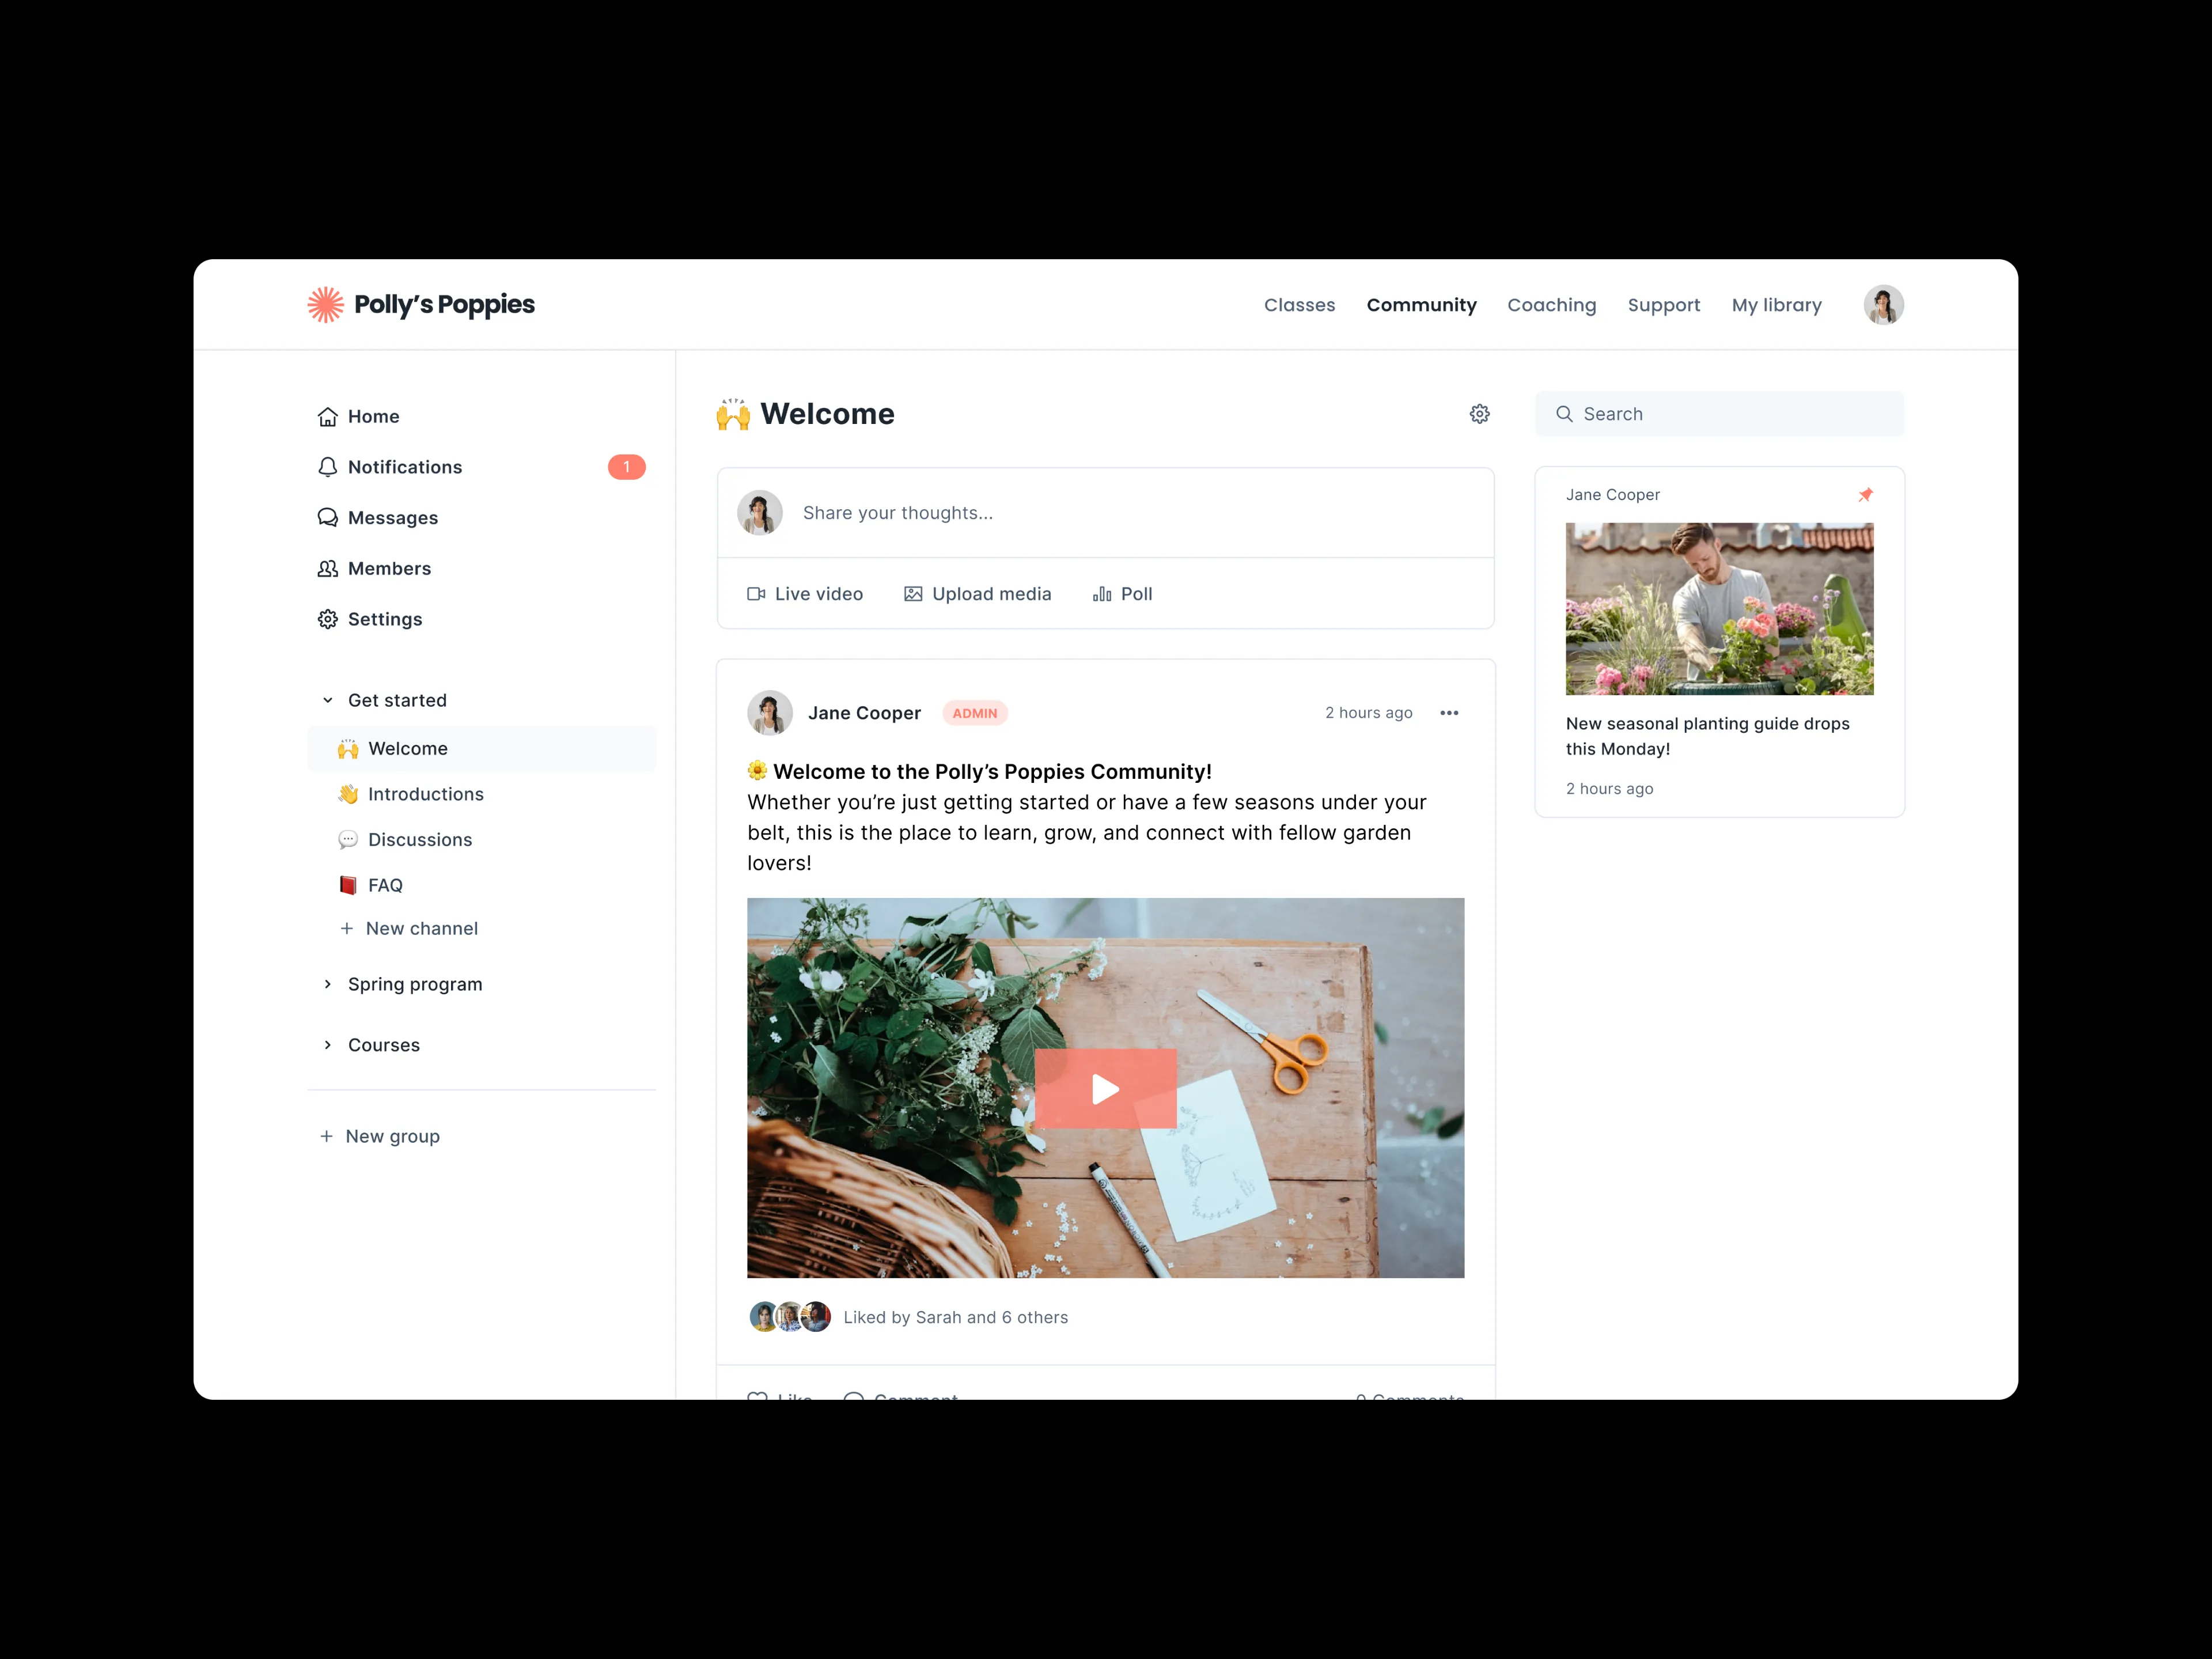 Polly’s Poppies
Classes
Community
Coaching
Support
My library
Home
Notifications
1
Messages
Members
Settings
Get started
🙌 Welcome
👋 Introductions
💬 Discussions
📕 FAQ
+ New channel
Spring program
Courses
+ New group
🙌 Welcome
Share your thoughts...
Live video
Upload media
Poll
Jane Cooper
ADMIN
2 hours ago
🌼 Welcome to the Polly’s Poppies Community!
Whether you’re just getting started or have a few seasons under your
belt, this is the place to learn, grow, and connect with fellow garden
lovers!
Liked by Sarah and 6 others
Like
Comment
0 Comments
Search
Jane Cooper
New seasonal planting guide drops
this Monday!
2 hours ago